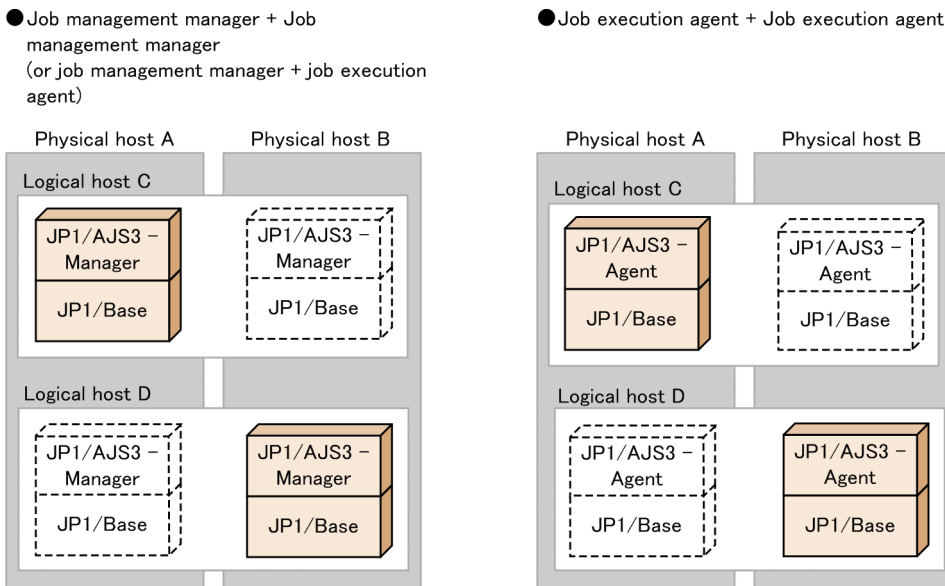 ●Job management manager + Job
management manager
(or job management manager + job execution
agent)
Physical host A
Physical host B
Logical host C
JP1/AJS3 –
Manager
JP1/Base
JP1/AJS3 –
Manager
JP1/Base
Logical host D
JP1/AJS3 –
Manager
JP1/Base
JP1/AJS3 –
Manager
JP1/Base
●Job execution agent + Job execution agent
Physical host A
Physical host B
Logical host C
JP1/AJS3 –
Agent
JP1/Base
JP1/AJS3 –
Agent
JP1/Base
Logical host D
JP1/AJS3 –
Agent
JP1/Base
JP1/AJS3 –
Agent
JP1/Base